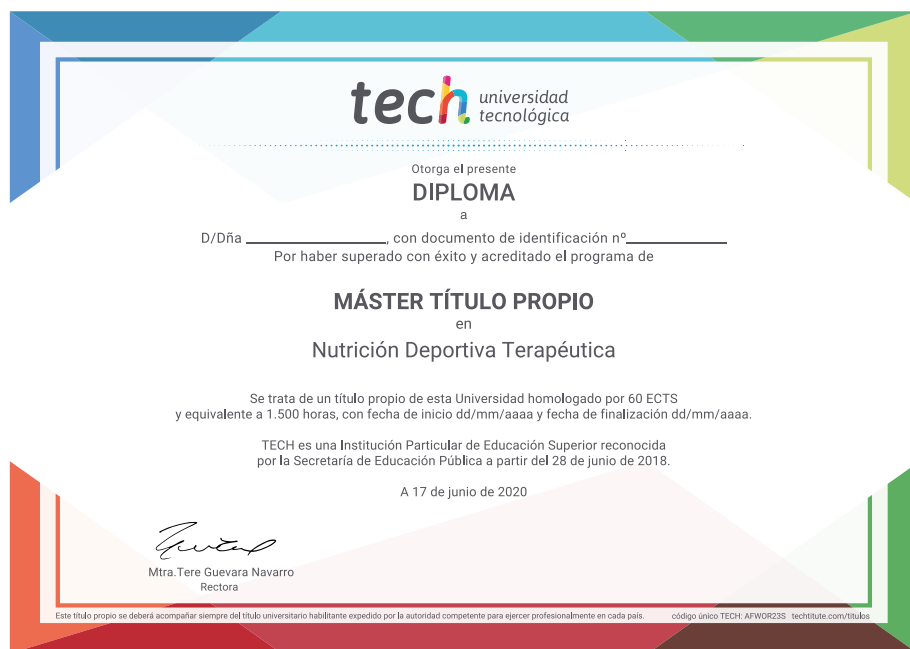 tech universidad
tecnológica
Otorga el presente
DIPLOMA
a
D/Dña ____________________, con documento de identificación nº______________
Por haber superado con éxito y acreditado el programa de
MÁSTER TÍTULO PROPIO
en
Nutrición Deportiva Terapéutica
Se trata de un título propio de esta Universidad homologado por 60 ECTS
y equivalente a 1.500 horas, con fecha de inicio dd/mm/aaaa y fecha de finalización dd/mm/aaaa.
TECH es una Institución Particular de Educación Superior reconocida
por la Secretaría de Educación Pública a partir del 28 de junio de 2018.
A 17 de junio de 2020
Mtra.Tere Guevara Navarro
Rectora
Este título propio se deberá acompañar siempre del título universitario habilitante expedido por la autoridad competente para ejercer profesionalmente en cada país. código único TECH: AFWOR23S techtitute.com/titulos